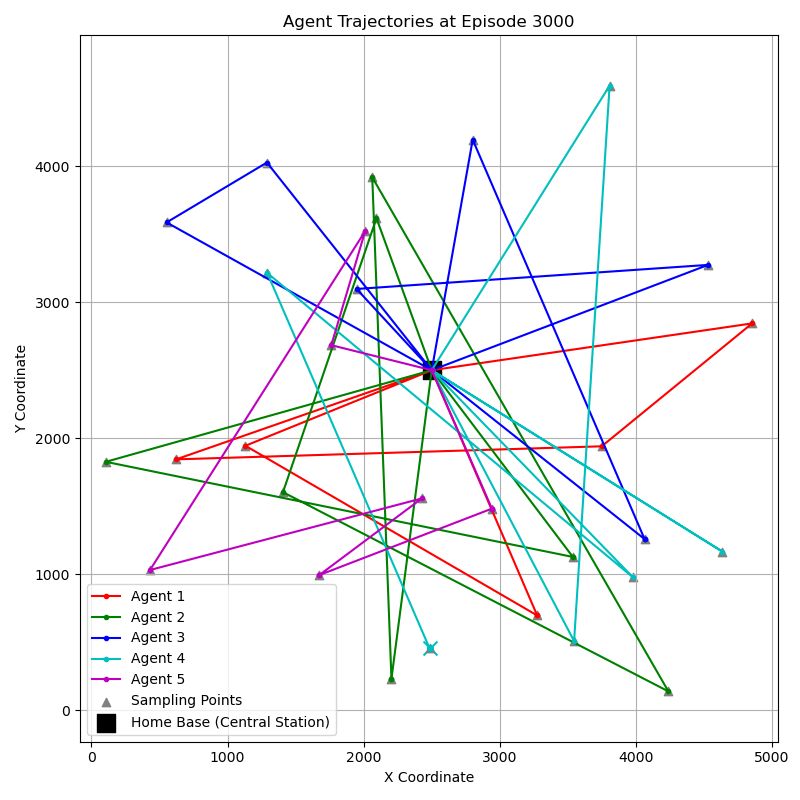 Agent Trajectories at Episode 3000
Y Coordinate
4000
3000
2000
1000
0
Agent 1
Agent 2
Agent 3
Agent 4
Agent 5
Sampling Points
Home Base (Central Station)
0 1000 2000 3000 4000 5000
X Coordinate